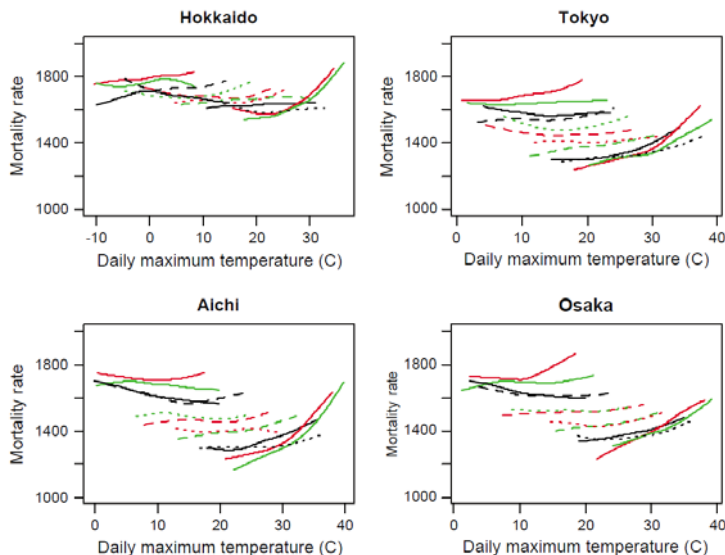 Hokkaido
Tokyo
Mortality rate
1800
1400
1000
-10 0 10 20 30
Daily maximum temperature (C)
Mortality rate
1800
1400
1000
0 10 20 30 40
Daily maximum temperature (C)
Aichi
Osaka
Mortality rate
1800
1400
1000
0 10 20 30 40
Daily maximum temperature (C)
Mortality rate
1800
1400
1000
0 10 20 30 40
Daily maximum temperature (C)